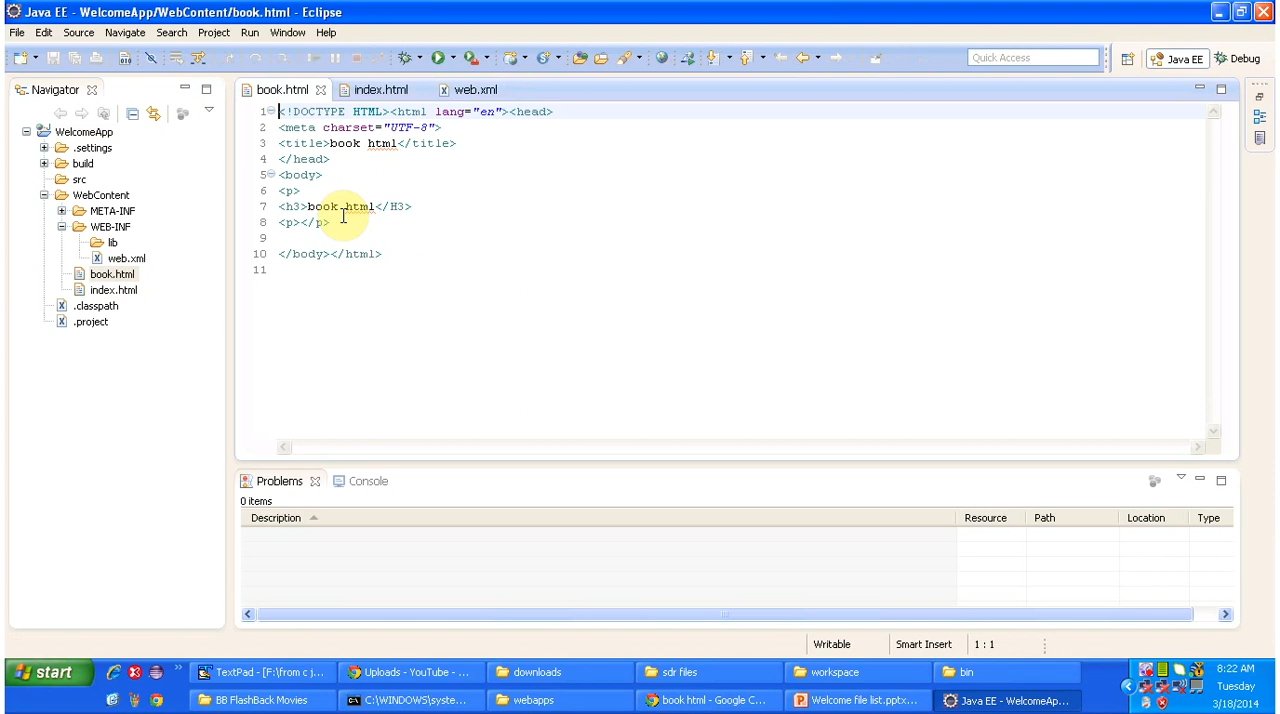 Java EE - WelcomeApp/WebContent/book.html - Eclipse
File Edit Source Navigate Search Project Run Window Help
Quick Access
Java EE
Debug
Navigator
WelcomeApp
.settings
build
src
WebContent
META-INF
WEB-INF
lib
web.xml
book.html
index.html
.classpath
.project
book.html index.html web.xml
1 <!DOCTYPE HTML><html lang="en"><head>
2 <meta charset="UTF-8">
3 <title>book html</title>
4 </head>
5 <body>
6 <p>
7 <h3>book.html</H3>
8 <p></p>
9
10 </body></html>
11
Problems Console
0 items
Description Resource Path Location Type
Writable Smart Insert 1 : 1
start
TextPad - [F:\from c j...
Uploads - YouTube - ...
downloads
sdr files
workspace
bin
BB FlashBack Movies
C:\WINDOWS\syste...
webapps
book html - Google C...
Welcome file list.pptx...
Java EE - WelcomeAp...
8:22 AM
Tuesday
3/18/2014